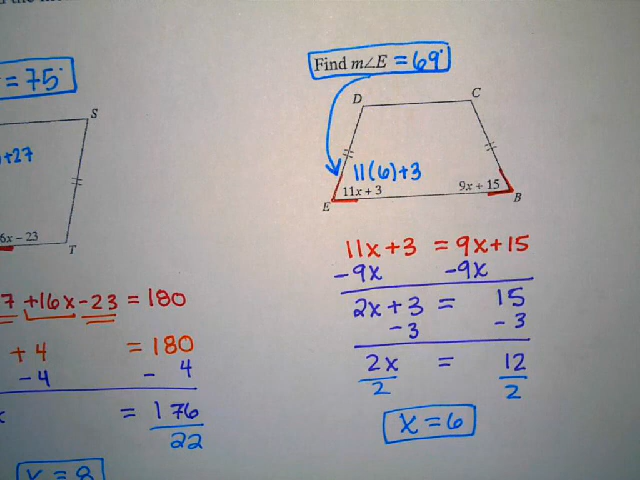 = 75°
S
+27
6x – 23
T
7 +16x -23 = 180
+ 4 = 180
- 4 - 4
= 176
22
x = 8
Find m∠E = 69°
D C
11(6)+3
11x + 3 9x + 15
E B
11x+3 = 9x+15
-9x -9x
2x+3 = 15
-3 -3
2x = 12
2 2
x = 6